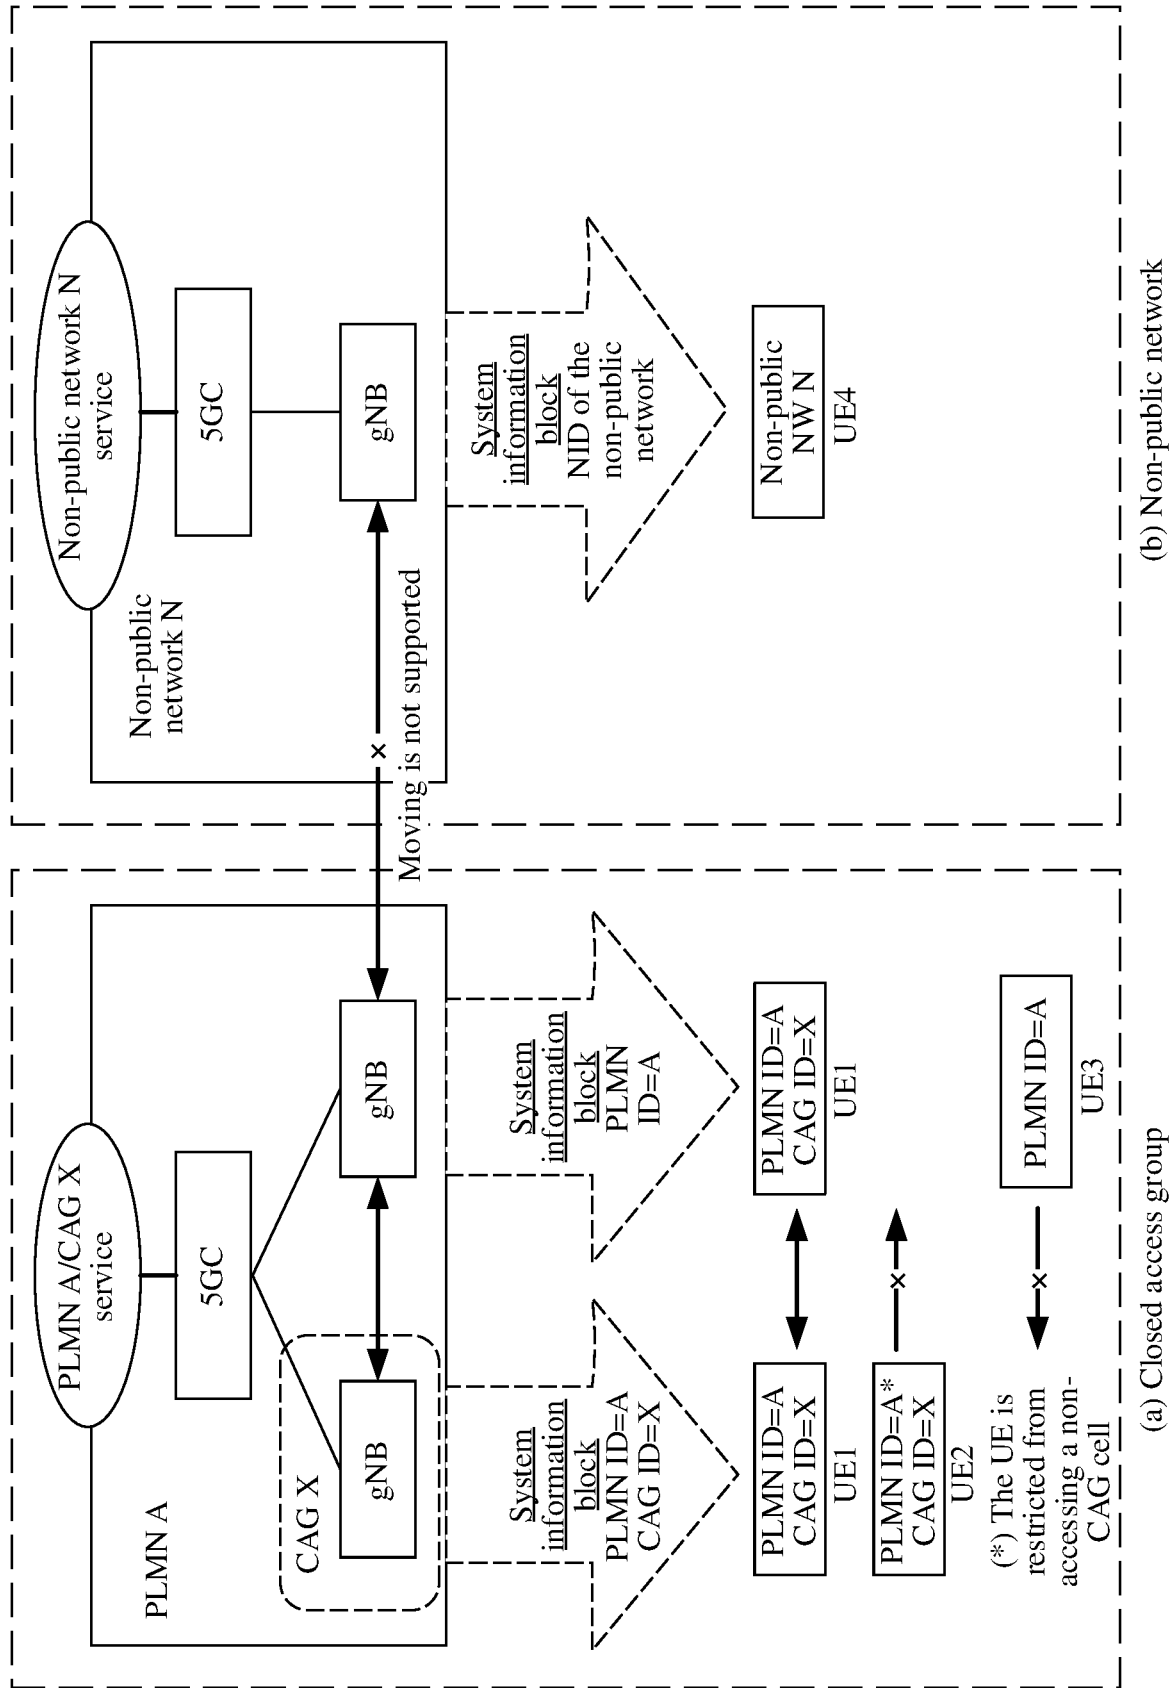 PLMN A/CAG X
service
PLMN A
5GC
CAG X
gNB
gNB
System
information
block
PLMN ID=A
CAG ID=X
System
information
block
PLMN
ID=A
PLMN ID=A
CAG ID=X
UE1
PLMN ID=A
CAG ID=X
UE1
PLMN ID=A*
CAG ID=X
UE2
×
(*) The UE is
restricted from
accessing a non-
CAG cell
×
PLMN ID=A
UE3
(a) Closed access group
×
Moving is not supported
Non-public network N
service
Non-public
network N
5GC
gNB
System
information
block
NID of the
non-public
network
Non-public
NW N
UE4
(b) Non-public network